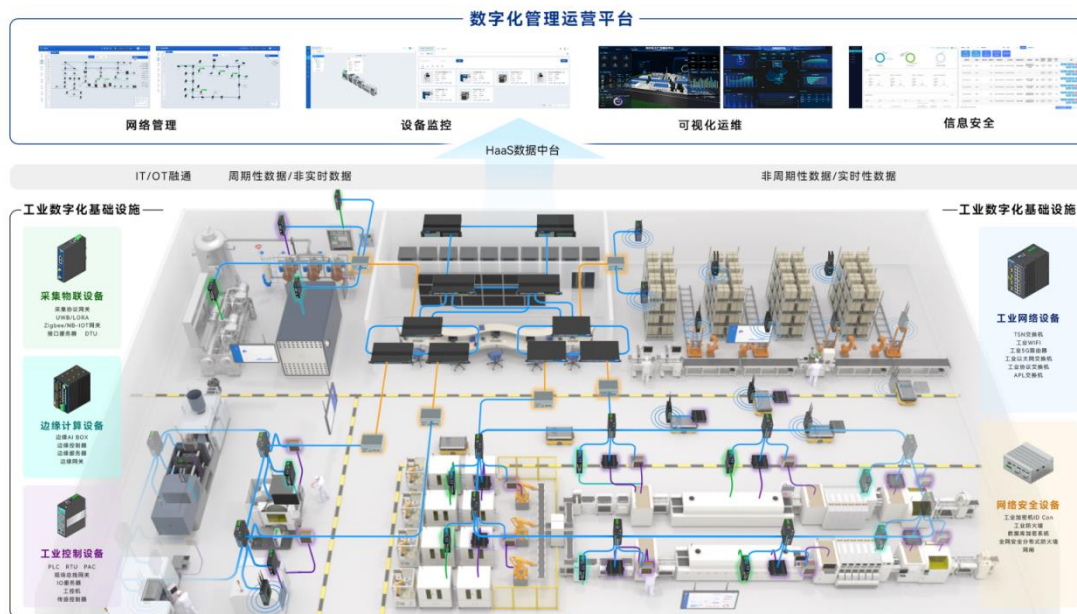 数字化管理运营平台
网络管理
设备监控
可视化运维
信息安全
HaaS数据中台
IT/OT融通 周期性数据/非实时数据
非周期性数据/实时性数据
工业数字化基础设施
采集物联设备
采集协议网关
UWB/LORA
Zigbee/NB-IOT网关
接口服务器 DTU
边缘计算设备
边缘AI BOX
边缘控制器
边缘服务器
边缘网关
工业控制设备
PLC RTU PAC
现场总线网关
IO服务器
工控机
传感控制器
工业数字化基础设施
工业网络设备
TSN交换机
工业WIFI
工业5G路由器
工业以太网交换机
工业协议交换机
APL交换机
网络安全设备
工业加密机ID Con
工业防火墙
数据库加密系统
全网安全分布式防火墙
网闸